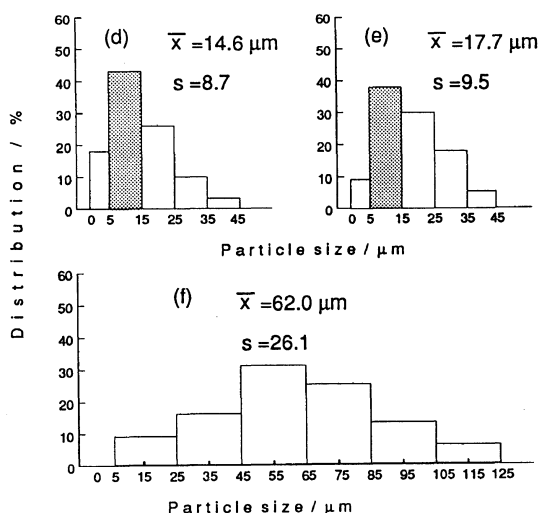 Distribution / %
60
50
40
30
20
10
0
(d)
x̄ =14.6 μm
s =8.7
0 5 15 25 35 45
60
50
40
30
20
10
0
(e)
x̄ =17.7 μm
s =9.5
0 5 15 25 35 45
Particle size / μm
60
50
40
30
20
10
0
(f)
x̄ =62.0 μm
s =26.1
0 5 15 25 35 45 55 65 75 85 95 105 115 125
Particle size / μm